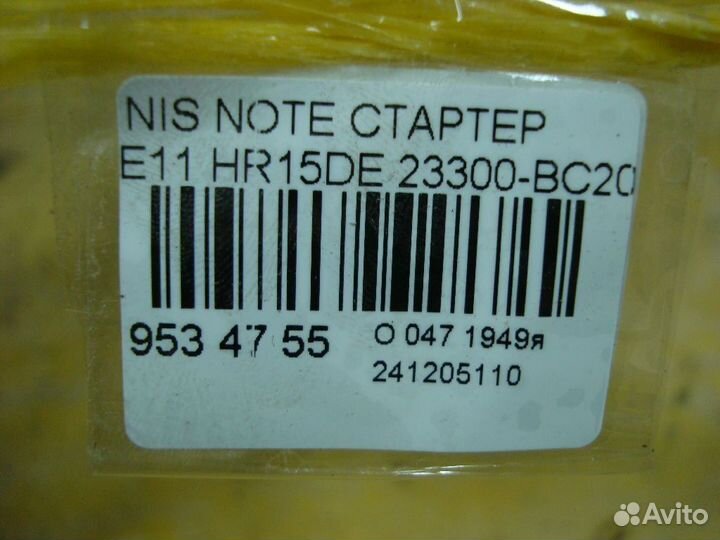 NIS NOTE СТАРТЕР
E11 HR15DE 23300-BC20
953 47 55
О 047 1949я
241205110
Avito